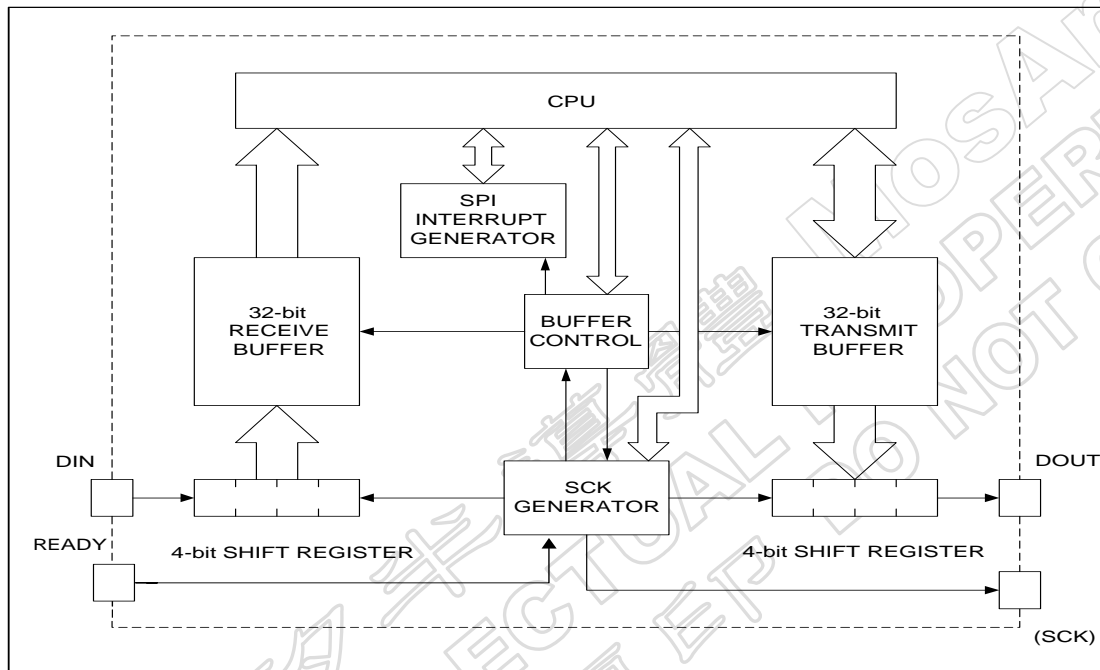 CPU
SPI
INTERRUPT
GENERATOR
32-bit
RECEIVE
BUFFER
BUFFER
CONTROL
32-bit
TRANSMIT
BUFFER
DIN
SCK
GENERATOR
DOUT
READY
4-bit SHIFT REGISTER
4-bit SHIFT REGISTER
(SCK)